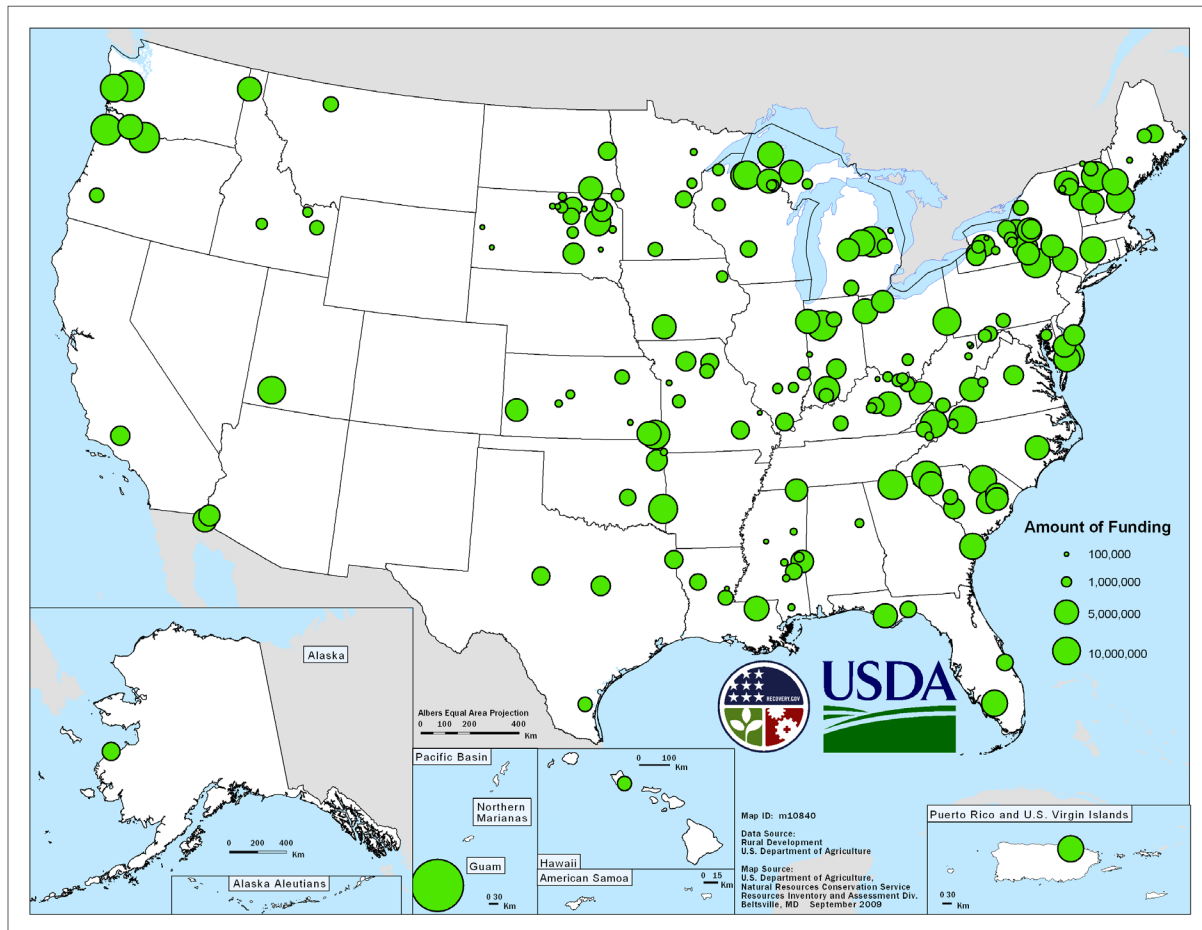 Amount of Funding
100,000
1,000,000
5,000,000
10,000,000
RECOVERY.GOV
USDA
Alaska
0 200 400
Km
Alaska Aleutians
Albers Equal Area Projection
0 100 200 400
Km
Pacific Basin
Northern
Marianas
Guam
0 30
Km
0 100
Km
Hawaii
American Samoa
0 15
Km
Map ID: m10840
Data Source:
Rural Development
U.S. Department of Agriculture
Map Source:
U.S. Department of Agriculture,
Natural Resources Conservation Service
Resources Inventory and Assessment Div.
Beltsville, MD September 2009
Puerto Rico and U.S. Virgin Islands
0 30
Km